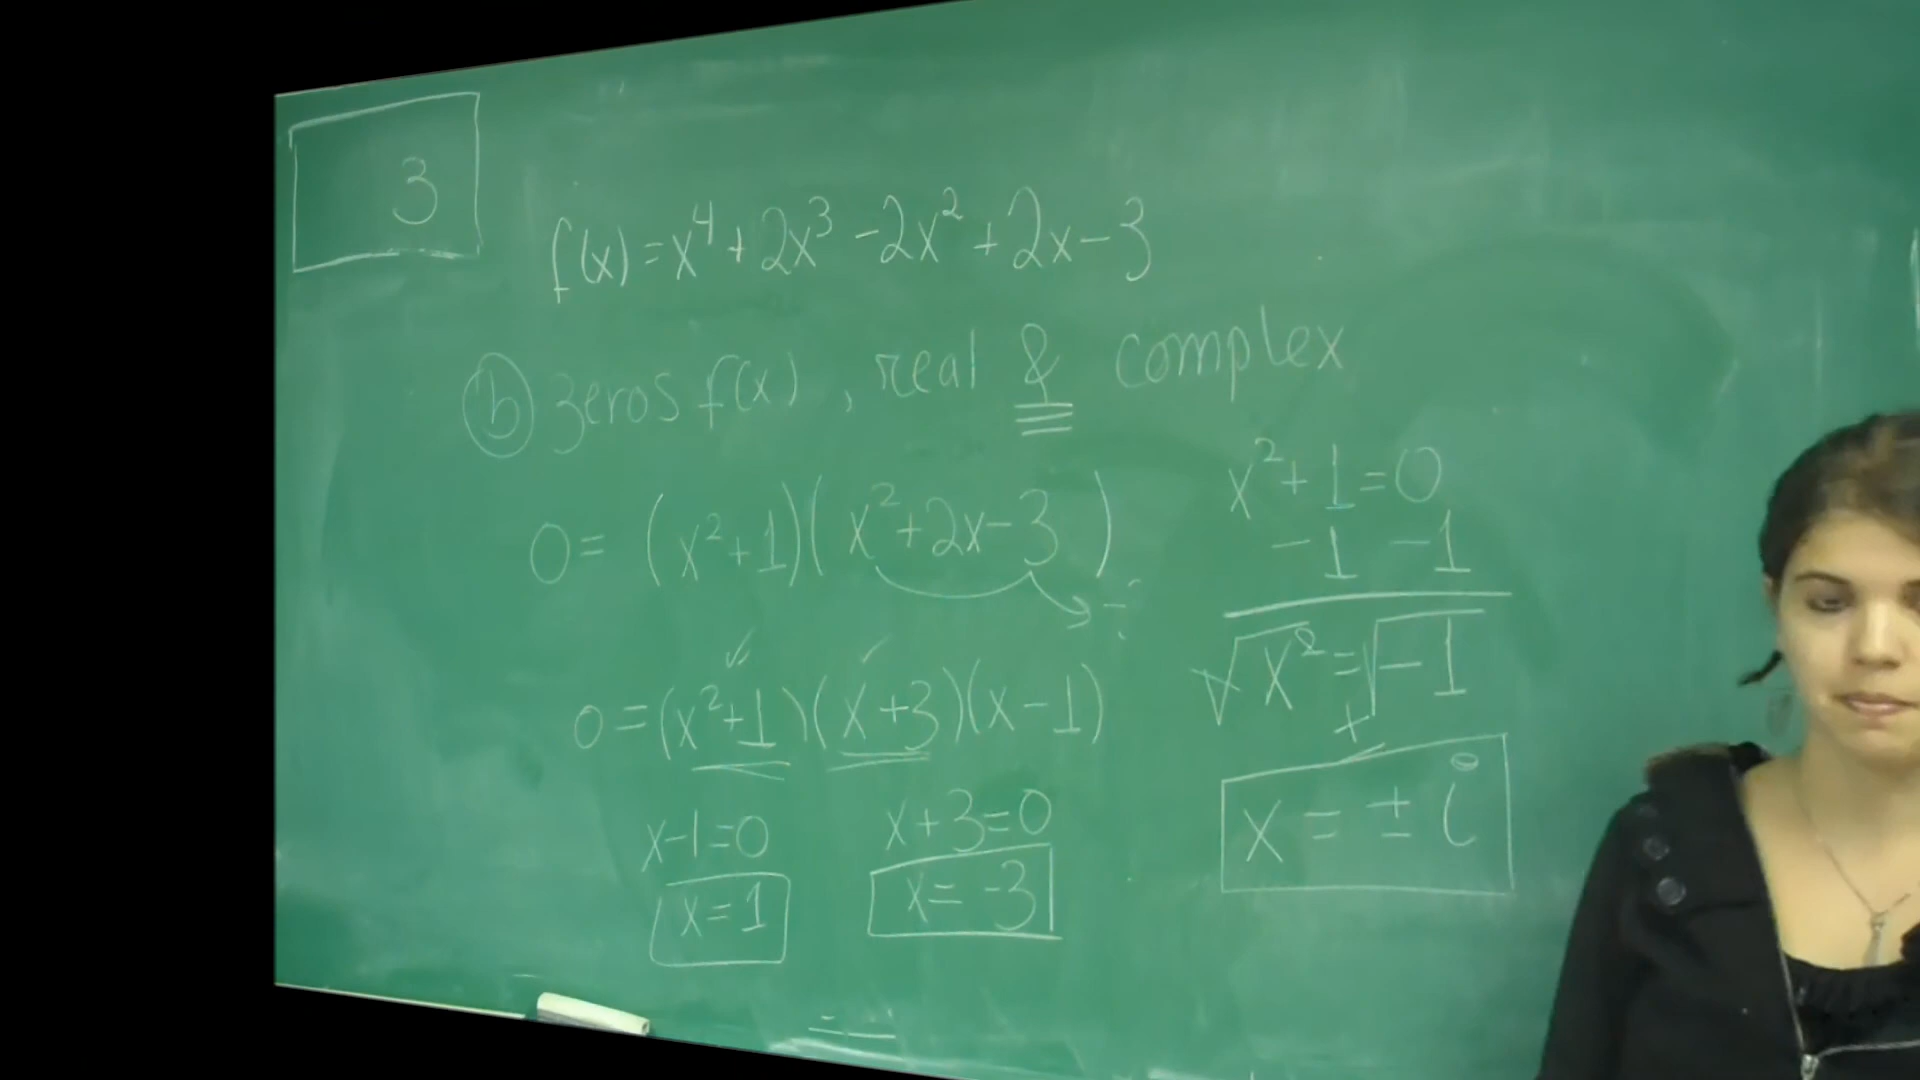 3
f(x) = x⁴ + 2x³ - 2x² + 2x - 3
(b) zeros f(x), real & complex
0 = (x² + 1)(x² + 2x - 3)
0 = (x² + 1)(x + 3)(x - 1)
x - 1 = 0
x = 1
x + 3 = 0
x = -3
x² + 1 = 0
- 1 - 1
√x² = ±√-1
x = ± i